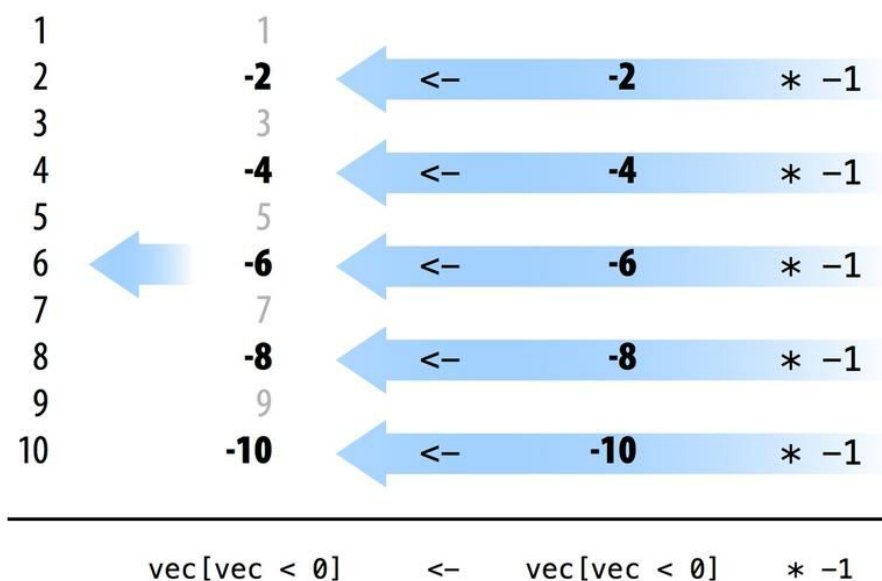 1 1
2 -2 <– -2 * –1
3 3
4 -4 <– -4 * –1
5 5
6 -6 <– -6 * –1
7 7
8 -8 <– -8 * –1
9 9
10 -10 <– -10 * –1
vec[vec < 0] <– vec[vec < 0] * –1